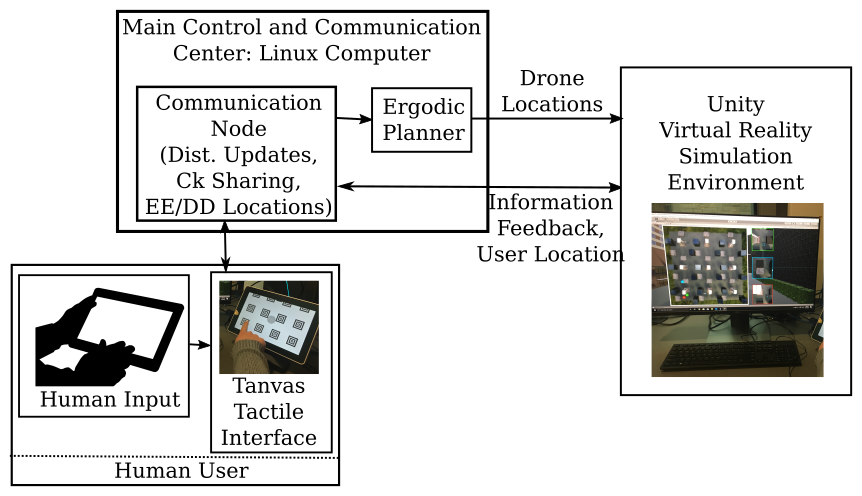 Main Control and Communication
Center: Linux Computer
Communication
Node
(Dist. Updates,
Ck Sharing,
EE/DD Locations)
Ergodic
Planner
Drone
Locations
Information
Feedback,
User Location
Unity
Virtual Reality
Simulation
Environment
Human Input
Tanvas
Tactile
Interface
Human User